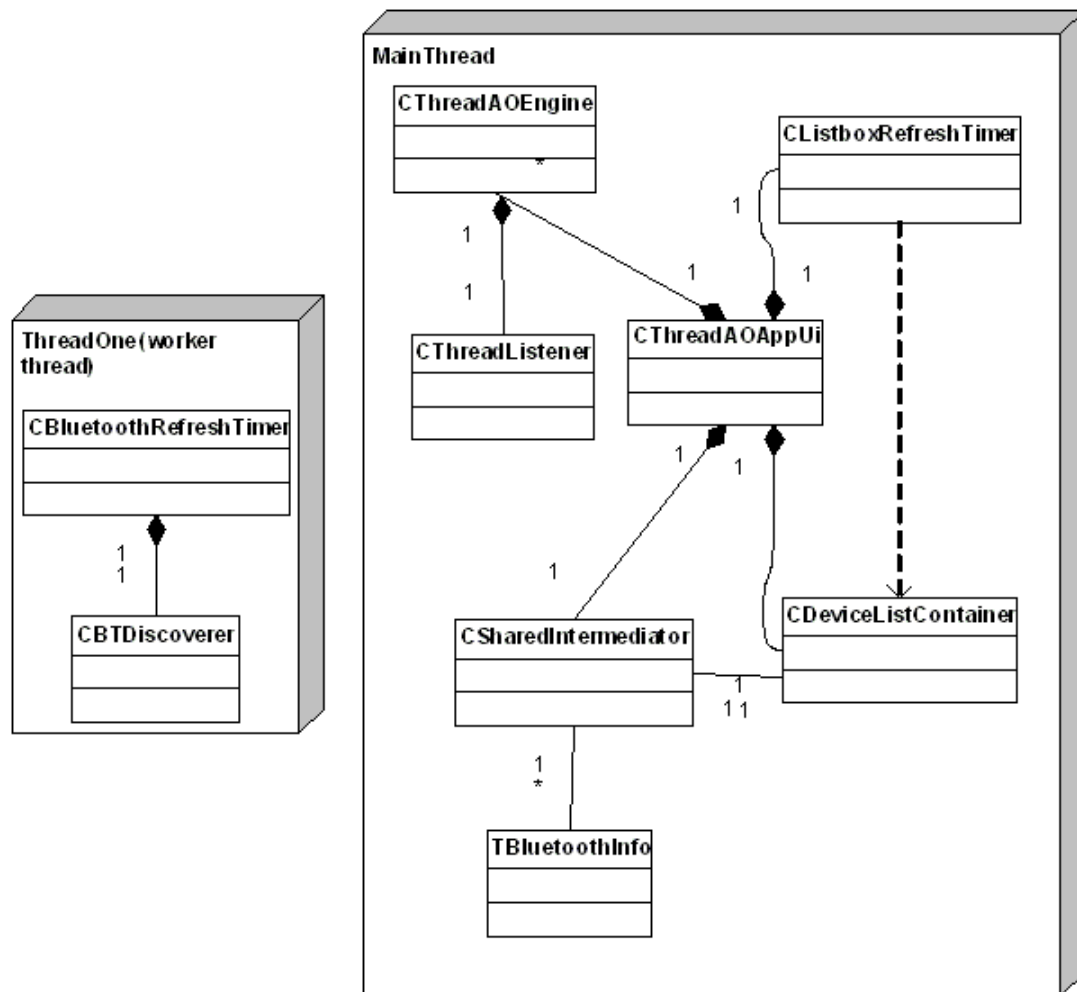 MainThread
CThreadAOEngine
*
CListboxRefreshTimer
1
1
1
1
1
ThreadOne(worker
thread)
CThreadListener
CThreadAOAppUi
CBluetoothRefreshTimer
1
1
1
1
1
CBTDiscoverer
CSharedIntermediator
CDeviceListContainer
1
1 1
1
*
TBluetoothInfo